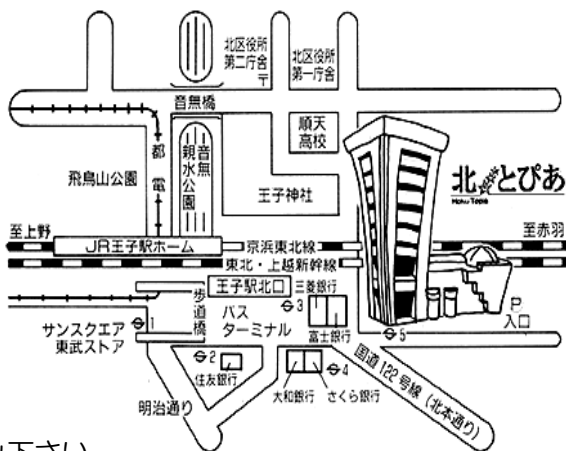 北区役所
第二庁舎
〒
北区役所
第一庁舎
音無橋
順天
高校
都電
音無
親水公園
飛鳥山公園
王子神社
北とぴあ
至上野
JR王子駅ホーム
京浜東北線
至赤羽
東北・上越新幹線
王子駅北口
三菱銀行
3
歩道橋
バス
ターミナル
富士銀行
P
入口
1
サンスクエア
東武ストア
5
2
住友銀行
4
大和銀行
さくら銀行
明治通り
国道122号線(北本通り)
下さい